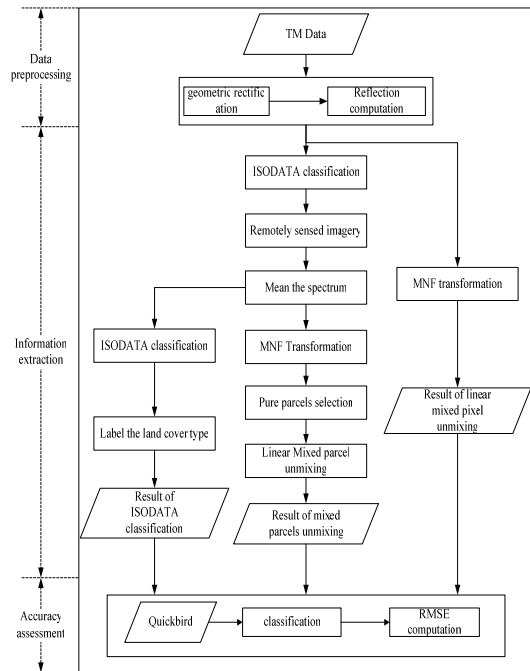 TM Data
Data
preprocessing
geometric rectific
ation
Reflection
computation
ISODATA classification
Remotely sensed imagery
Mean the spectrum
MNF transformation
Information
extraction
ISODATA classification
MNF Transformation
Pure parcels selection
Result of linear
mixed pixel
unmixing
Label the land cover type
Linear Mixed parcel
unmixing
Result of
ISODATA
classification
Result of mixed
parcels unmixing
Accuracy
assessment
Quickbird
classification
RMSE
computation